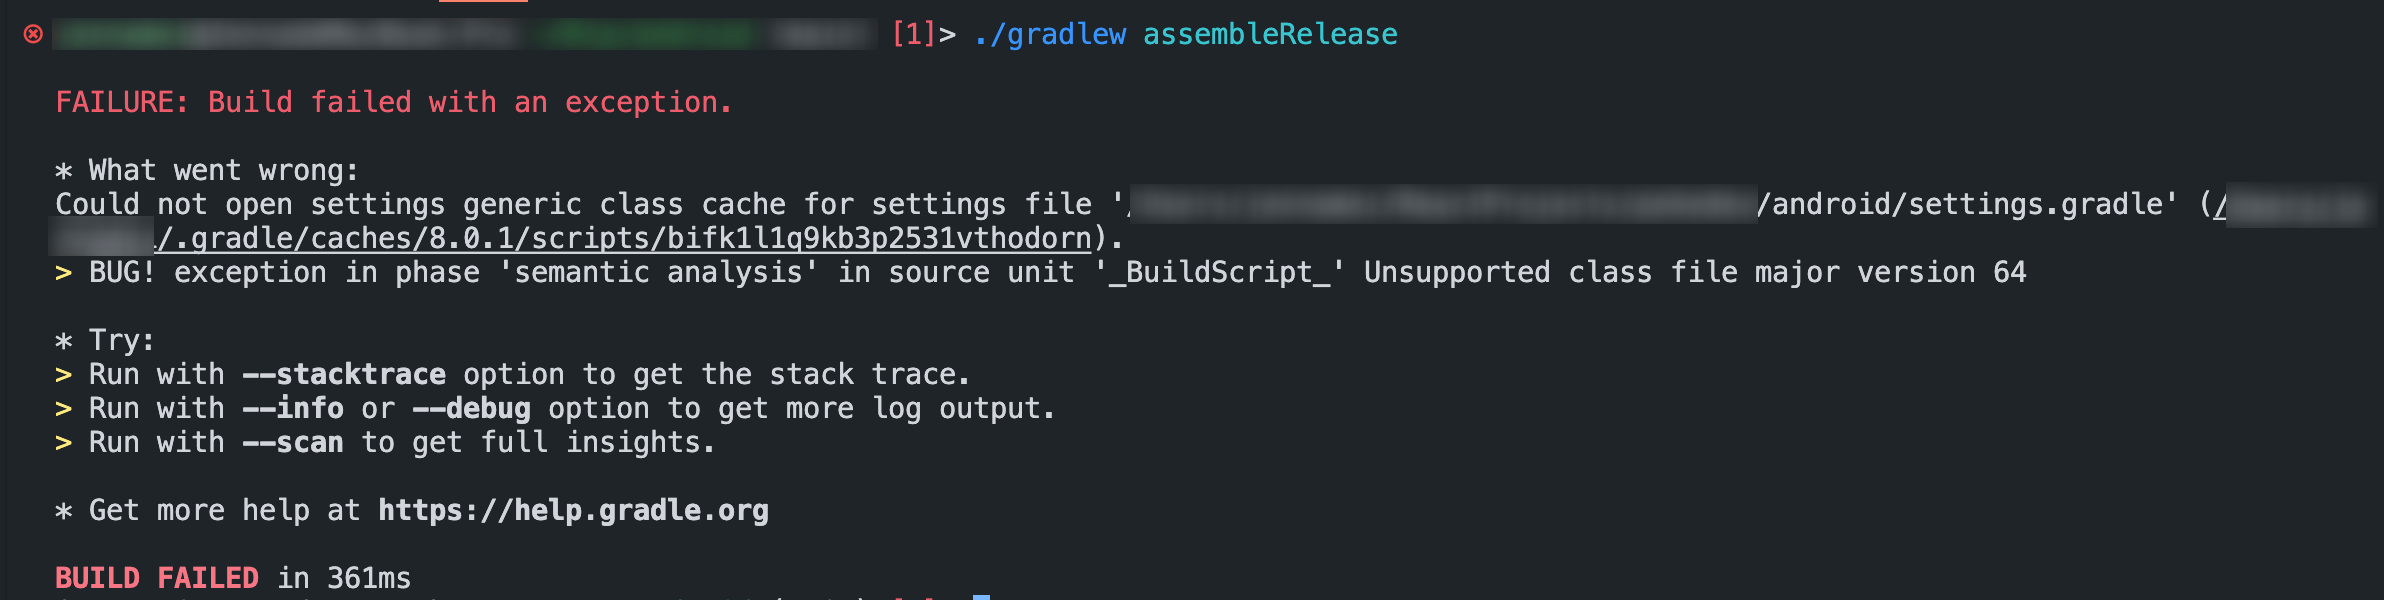 [1]> ./gradlew assembleRelease
FAILURE: Build failed with an exception.
* What went wrong:
Could not open settings generic class cache for settings file '/android/settings.gradle' (/
/.gradle/caches/8.0.1/scripts/bifk1l1q9kb3p2531vthodorn).
> BUG! exception in phase 'semantic analysis' in source unit '_BuildScript_' Unsupported class file major version 64
* Try:
> Run with --stacktrace option to get the stack trace.
> Run with --info or --debug option to get more log output.
> Run with --scan to get full insights.
* Get more help at https://help.gradle.org
BUILD FAILED in 361ms